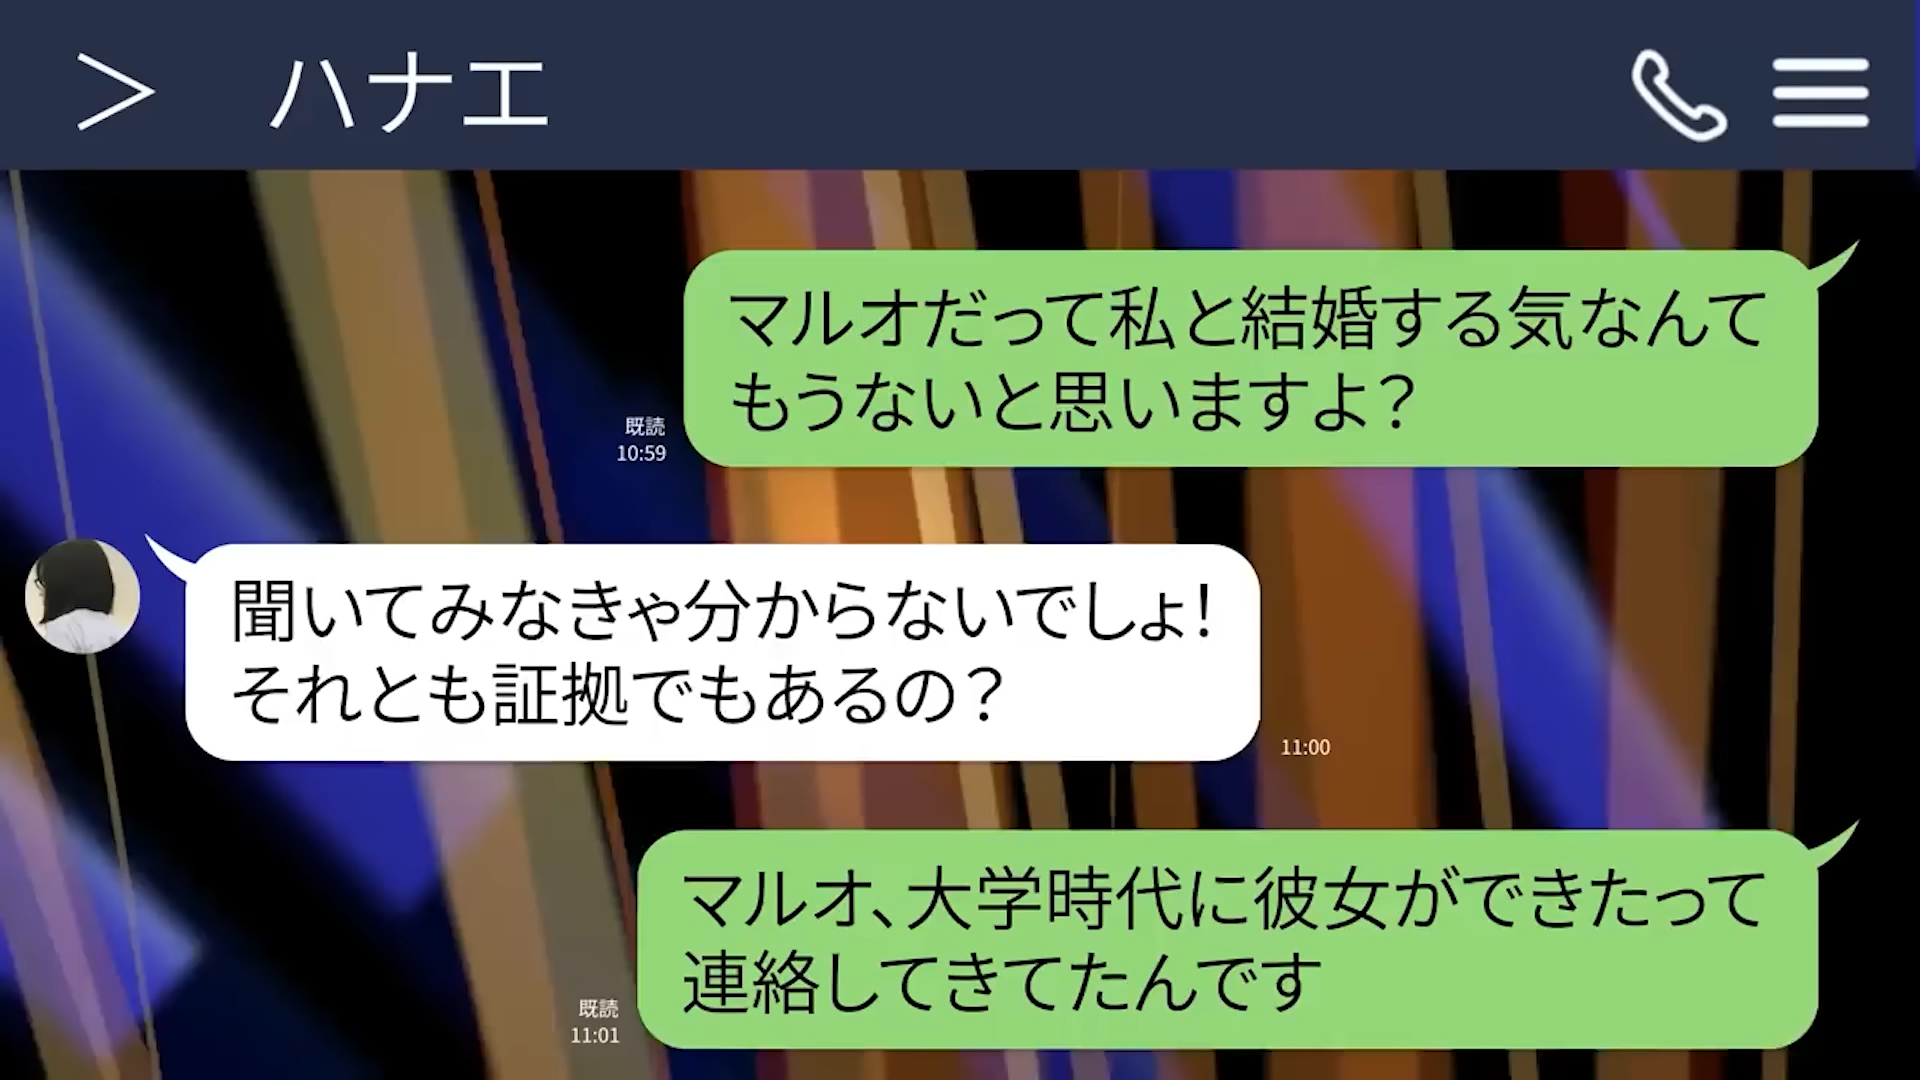 > ハナエ
マルオだって私と結婚する気なんて
もうないと思いますよ?
既読
10:59
聞いてみなきゃ分からないでしょ!
それとも証拠でもあるの?
11:00
マルオ、大学時代に彼女ができたって
連絡してきてたんです
既読
11:01